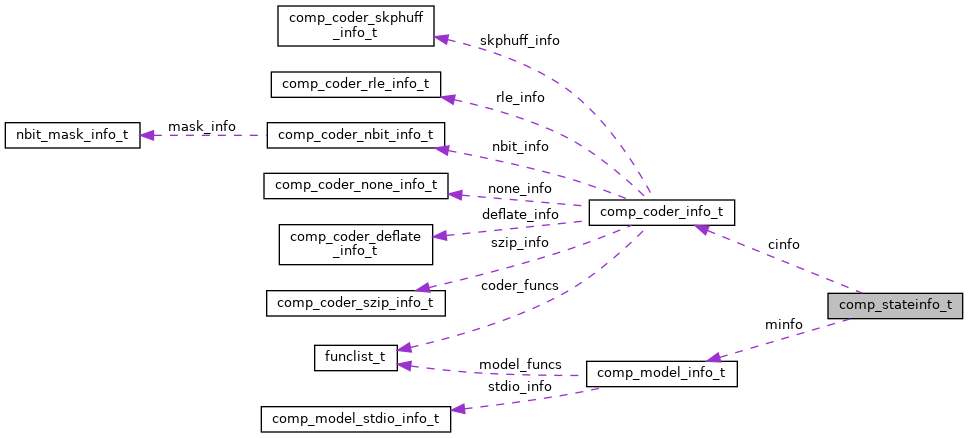 comp_coder_skphuff
_info_t
skphuff_info
comp_coder_rle_info_t
rle_info
nbit_mask_info_t
mask_info
comp_coder_nbit_info_t
nbit_info
comp_coder_none_info_t
none_info
comp_coder_info_t
deflate_info
comp_coder_deflate
_info_t
szip_info
cinfo
coder_funcs
comp_coder_szip_info_t
comp_stateinfo_t
minfo
funclist_t
model_funcs
comp_model_info_t
stdio_info
comp_model_stdio_info_t